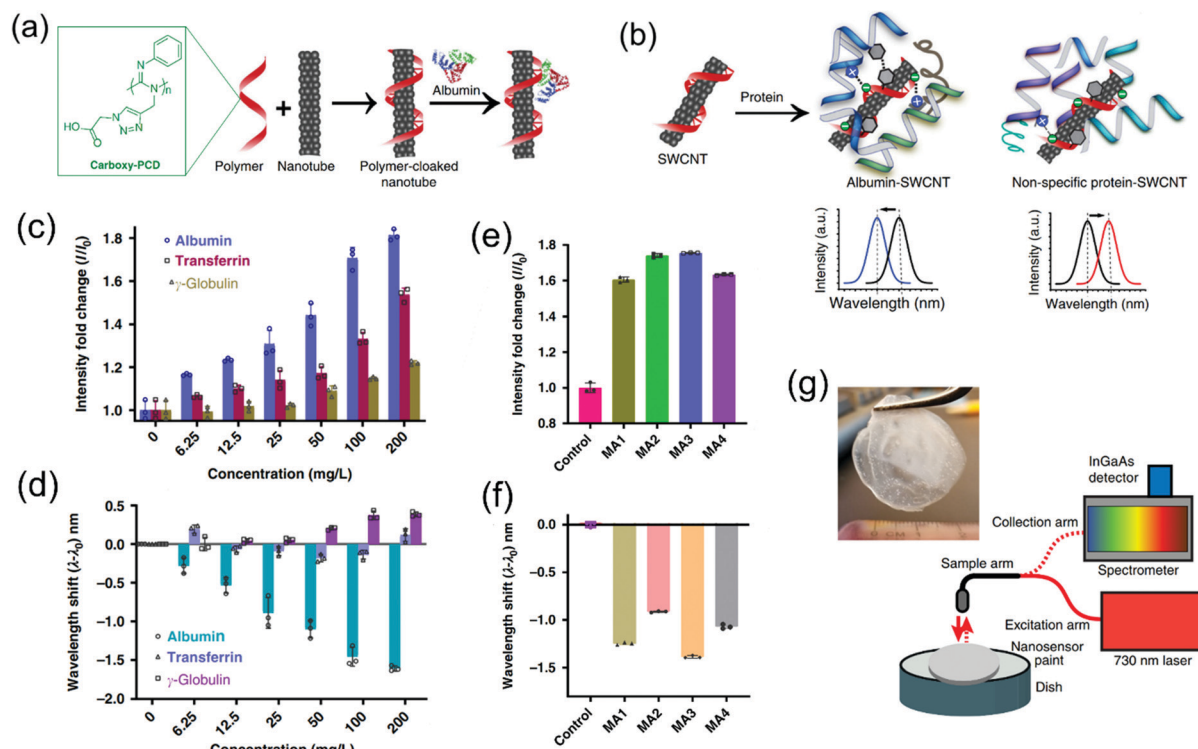 (a)
N
N
n
N
N=N
HO
O
Carboxy-PCD
Polymer
+
Nanotube
Polymer-cloaked
nanotube
Albumin
(b)
SWCNT
Protein
Albumin-SWCNT
Non-specific protein-SWCNT
Intensity (a.u.)
Wavelength (nm)
Intensity (a.u.)
Wavelength (nm)
(c)
Intensity fold change (I/I0)
1.8
1.6
1.4
1.2
1.0
Albumin
Transferrin
γ-Globulin
0
6.25
12.5
25
50
100
200
Concentration (mg/L)
(d)
Wavelength shift (λ-λ0) nm
0.5
0.0
−0.5
−1.0
−1.5
−2.0
Albumin
Transferrin
γ-Globulin
0
6.25
12.5
25
50
100
200
Concentration (mg/L)
(e)
Intensity fold change (I/I0)
1.8
1.6
1.4
1.2
1.0
0.8
Control
MA1
MA2
MA3
MA4
(f)
Wavelength shift (λ-λ0) nm
0.0
−0.5
−1.0
−1.5
Control
MA1
MA2
MA3
MA4
(g)
InGaAs
detector
Collection arm
Sample arm
Spectrometer
Excitation arm
Nanosensor
paint
730 nm laser
Dish